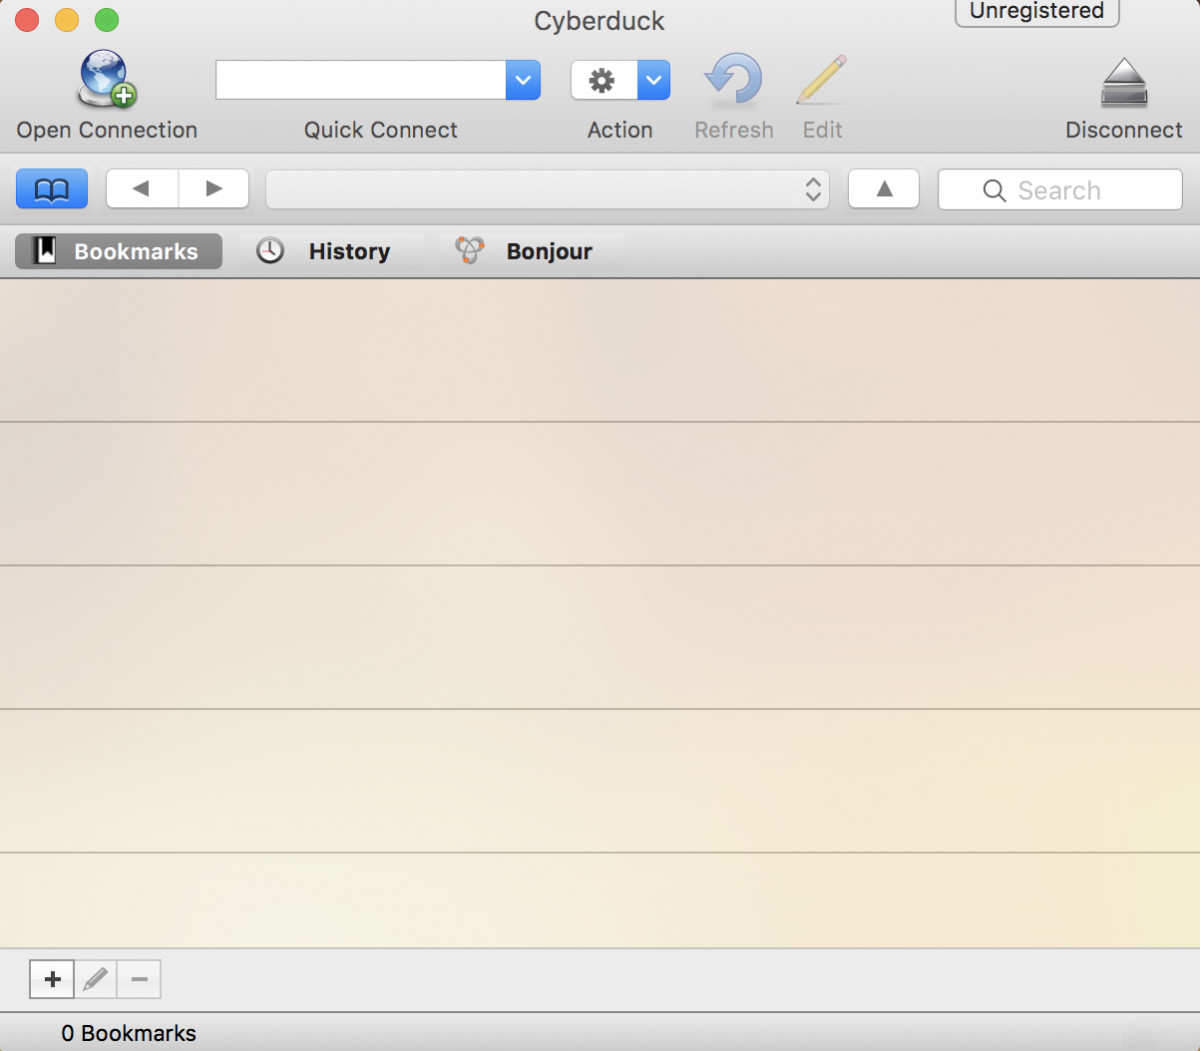 Cyberduck
Unregistered
Open Connection
Quick Connect
Action
Refresh
Edit
Disconnect
Search
Bookmarks
History
Bonjour
0 Bookmarks